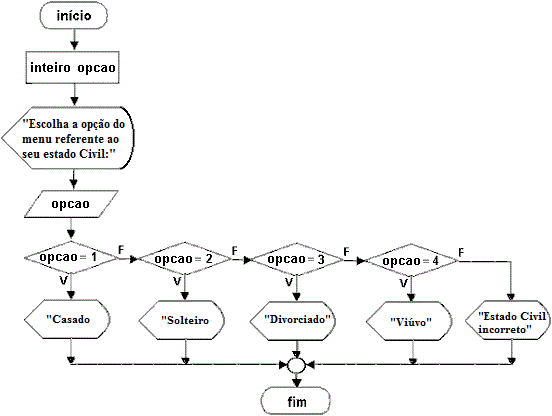 início
inteiro opcao
"Escolha a opção do
menu referente ao
seu estado Civil:"
opcao
opcao = 1
F
opcao = 2
F
opcao = 3
F
opcao = 4
F
V
V
V
V
"Casado
"Solteiro
"Divorciado"
"Viúvo"
"Estado Civil
incorreto"
fim